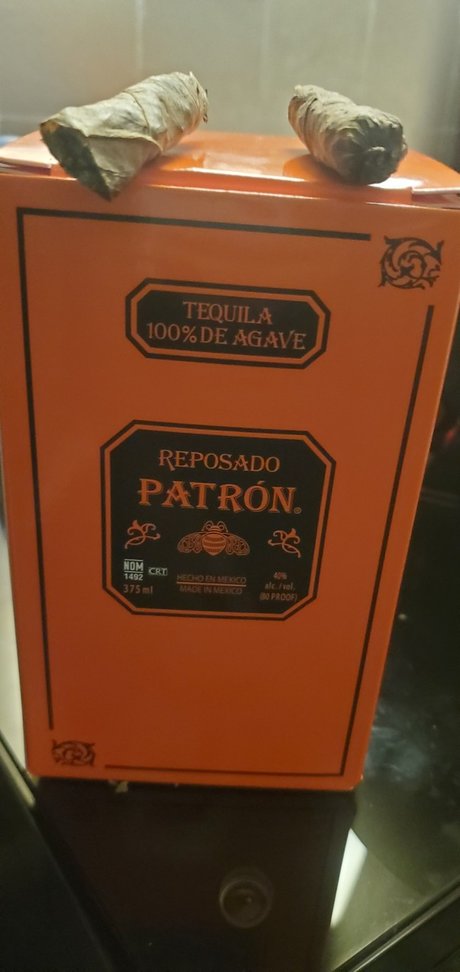 TEQUILA
100% DE AGAVE
REPOSADO
PATRÓN®
NOM
1492
CRT
375 ml
HECHO EN MEXICO
MADE IN MEXICO
40%
alc. / vol.
(80 PROOF)